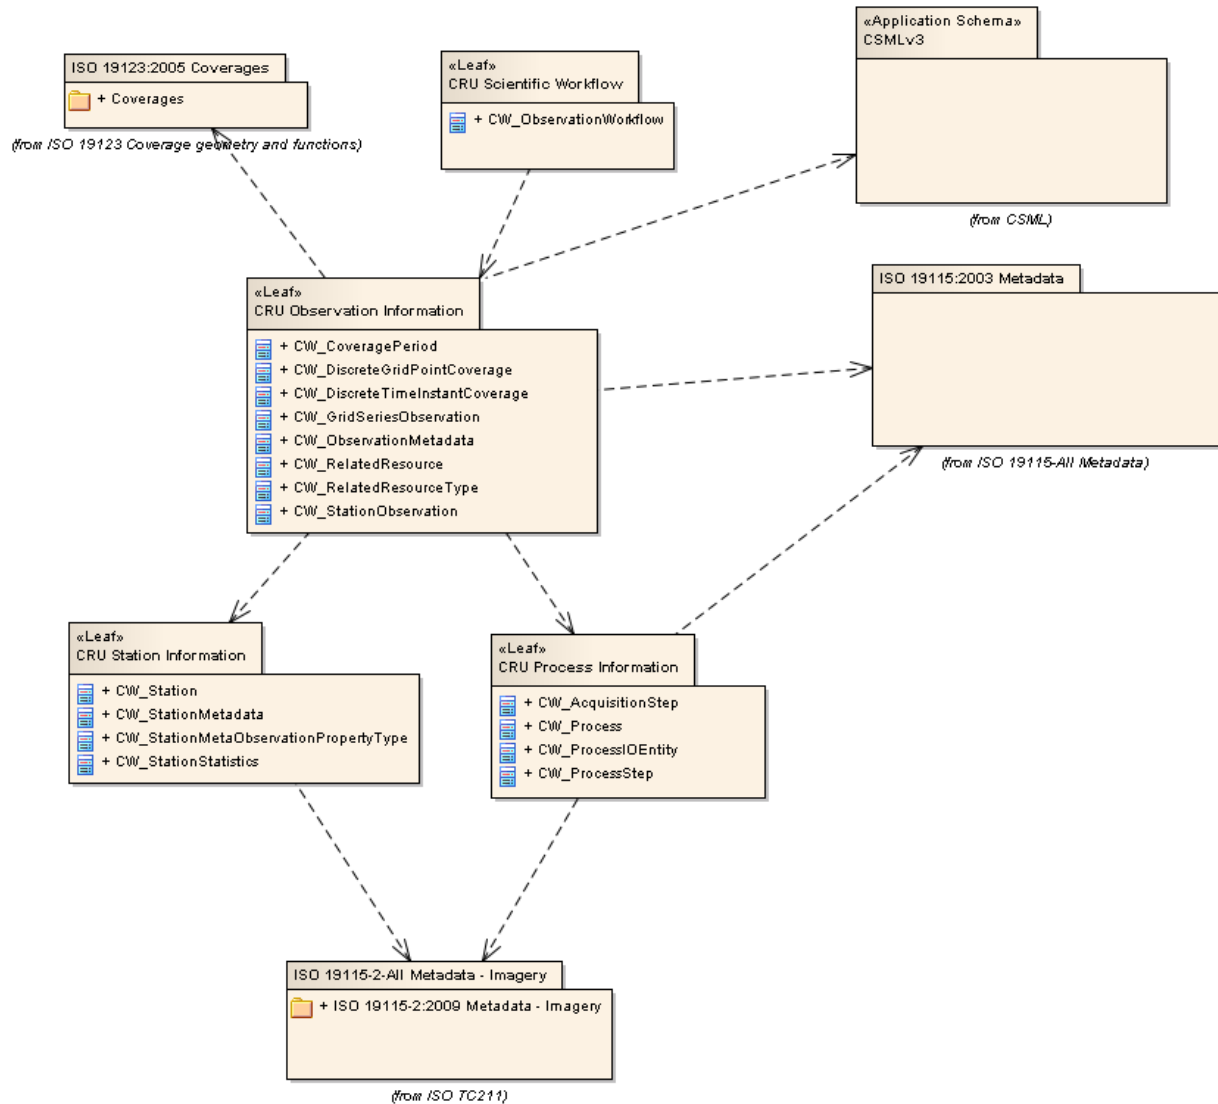 «Application Schema»
CSMLv3
(from CSML)
ISO 19123:2005 Coverages
+ Coverages
(from ISO 19123 Coverage geometry and functions)
«Leaf»
CRU Scientific Workflow
+ CW_ObservationWorkflow
ISO 19115:2003 Metadata
(from ISO 19115-All Metadata)
«Leaf»
CRU Observation Information
+ CW_CoveragePeriod
+ CW_DiscreteGridPointCoverage
+ CW_DiscreteTimeInstantCoverage
+ CW_GridSeriesObservation
+ CW_ObservationMetadata
+ CW_RelatedResource
+ CW_RelatedResourceType
+ CW_StationObservation
«Leaf»
CRU Station Information
+ CW_Station
+ CW_StationMetadata
+ CW_StationMetaObservationPropertyType
+ CW_StationStatistics
«Leaf»
CRU Process Information
+ CW_AcquisitionStep
+ CW_Process
+ CW_ProcessIOEntity
+ CW_ProcessStep
ISO 19115-2-All Metadata - Imagery
+ ISO 19115-2:2009 Metadata - Imagery
(from ISO TC211)